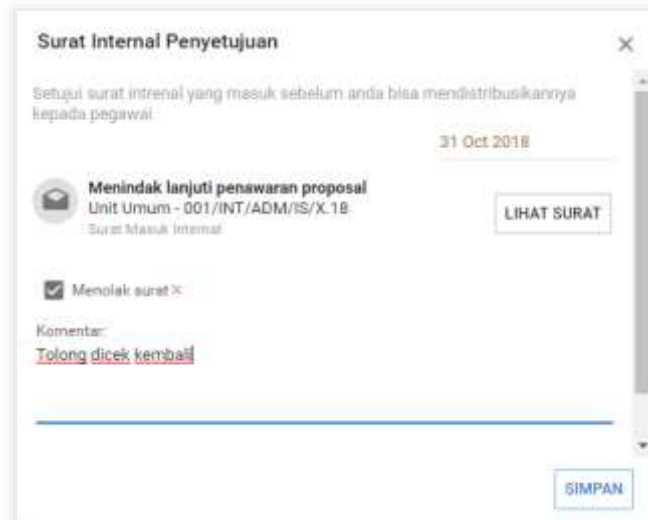 Surat Internal Penyetujuan
Setujui surat intrenal yang masuk sebelum anda bisa mendistribusikannya
kepada pegawai
31 Oct 2018
Menindak lanjuti penawaran proposal
Unit Umum - 001/INT/ADM/IS/X.18
LIHAT SURAT
Surat Masuk Internal
Menolak surat
Komentar:
Tolong dicek kembali
SIMPAN